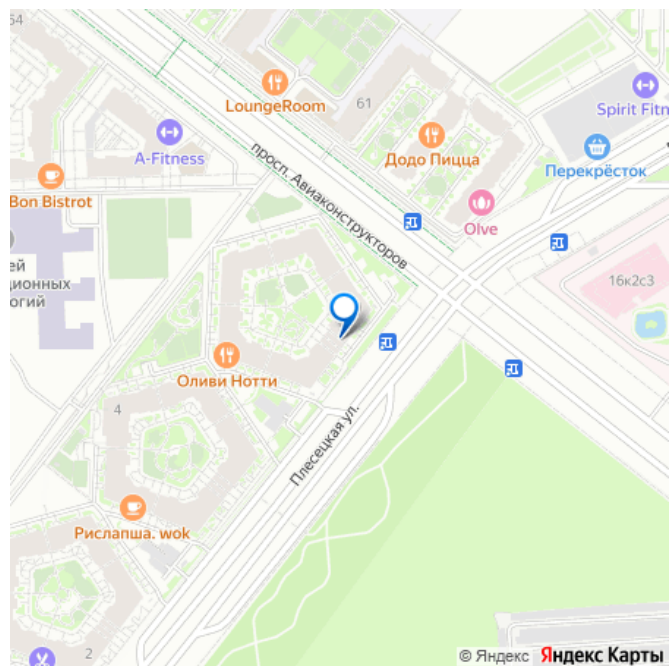 64
LoungeRoom
61
Spirit Fitn
A-Fitness
Додо Пицца
Перекрёсток
просп. Авиаконструкторов
Bon Bistrot
Olve
ей
ционных
огий
16к2с3
Оливи Нотти
4
Плесецкая ул.
Рислапша. wok
2
© Яндекс Яндекс Карты